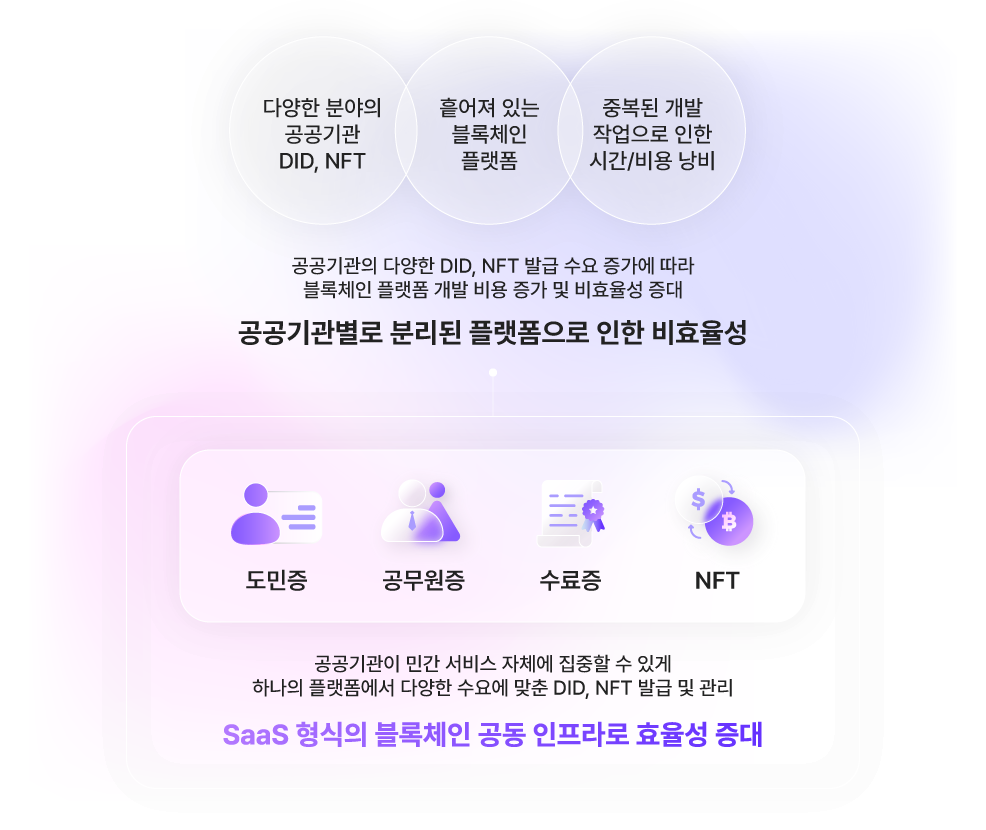 다양한 분야의
공공기관
DID, NFT
흩어져 있는
블록체인
플랫폼
중복된 개발
작업으로 인한
시간/비용 낭비
공공기관의 다양한 DID, NFT 발급 수요 증가에 따라
블록체인 플랫폼 개발 비용 증가 및 비효율성 증대
공공기관별로 분리된 플랫폼으로 인한 비효율성
$
₿
도민증
공무원증
수료증
NFT
공공기관이 민간 서비스 자체에 집중할 수 있게
하나의 플랫폼에서 다양한 수요에 맞춘 DID, NFT 발급 및 관리
SaaS 형식의 블록체인 공동 인프라로 효율성 증대